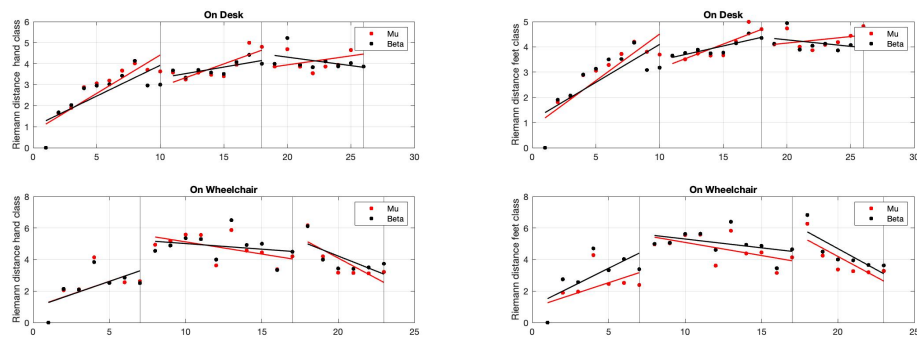 On Desk
Riemann distance hand class
6
5
4
3
2
1
0
0 5 10 15 20 25 30
Mu
Beta
On Desk
Riemann distance feet class
5
4
3
2
1
0
0 5 10 15 20 25 30
Mu
Beta
On Wheelchair
Riemann distance hand class
8
6
4
2
0
0 5 10 15 20 25
Mu
Beta
On Wheelchair
Riemann distance feet class
8
6
4
2
0
0 5 10 15 20 25
Mu
Beta